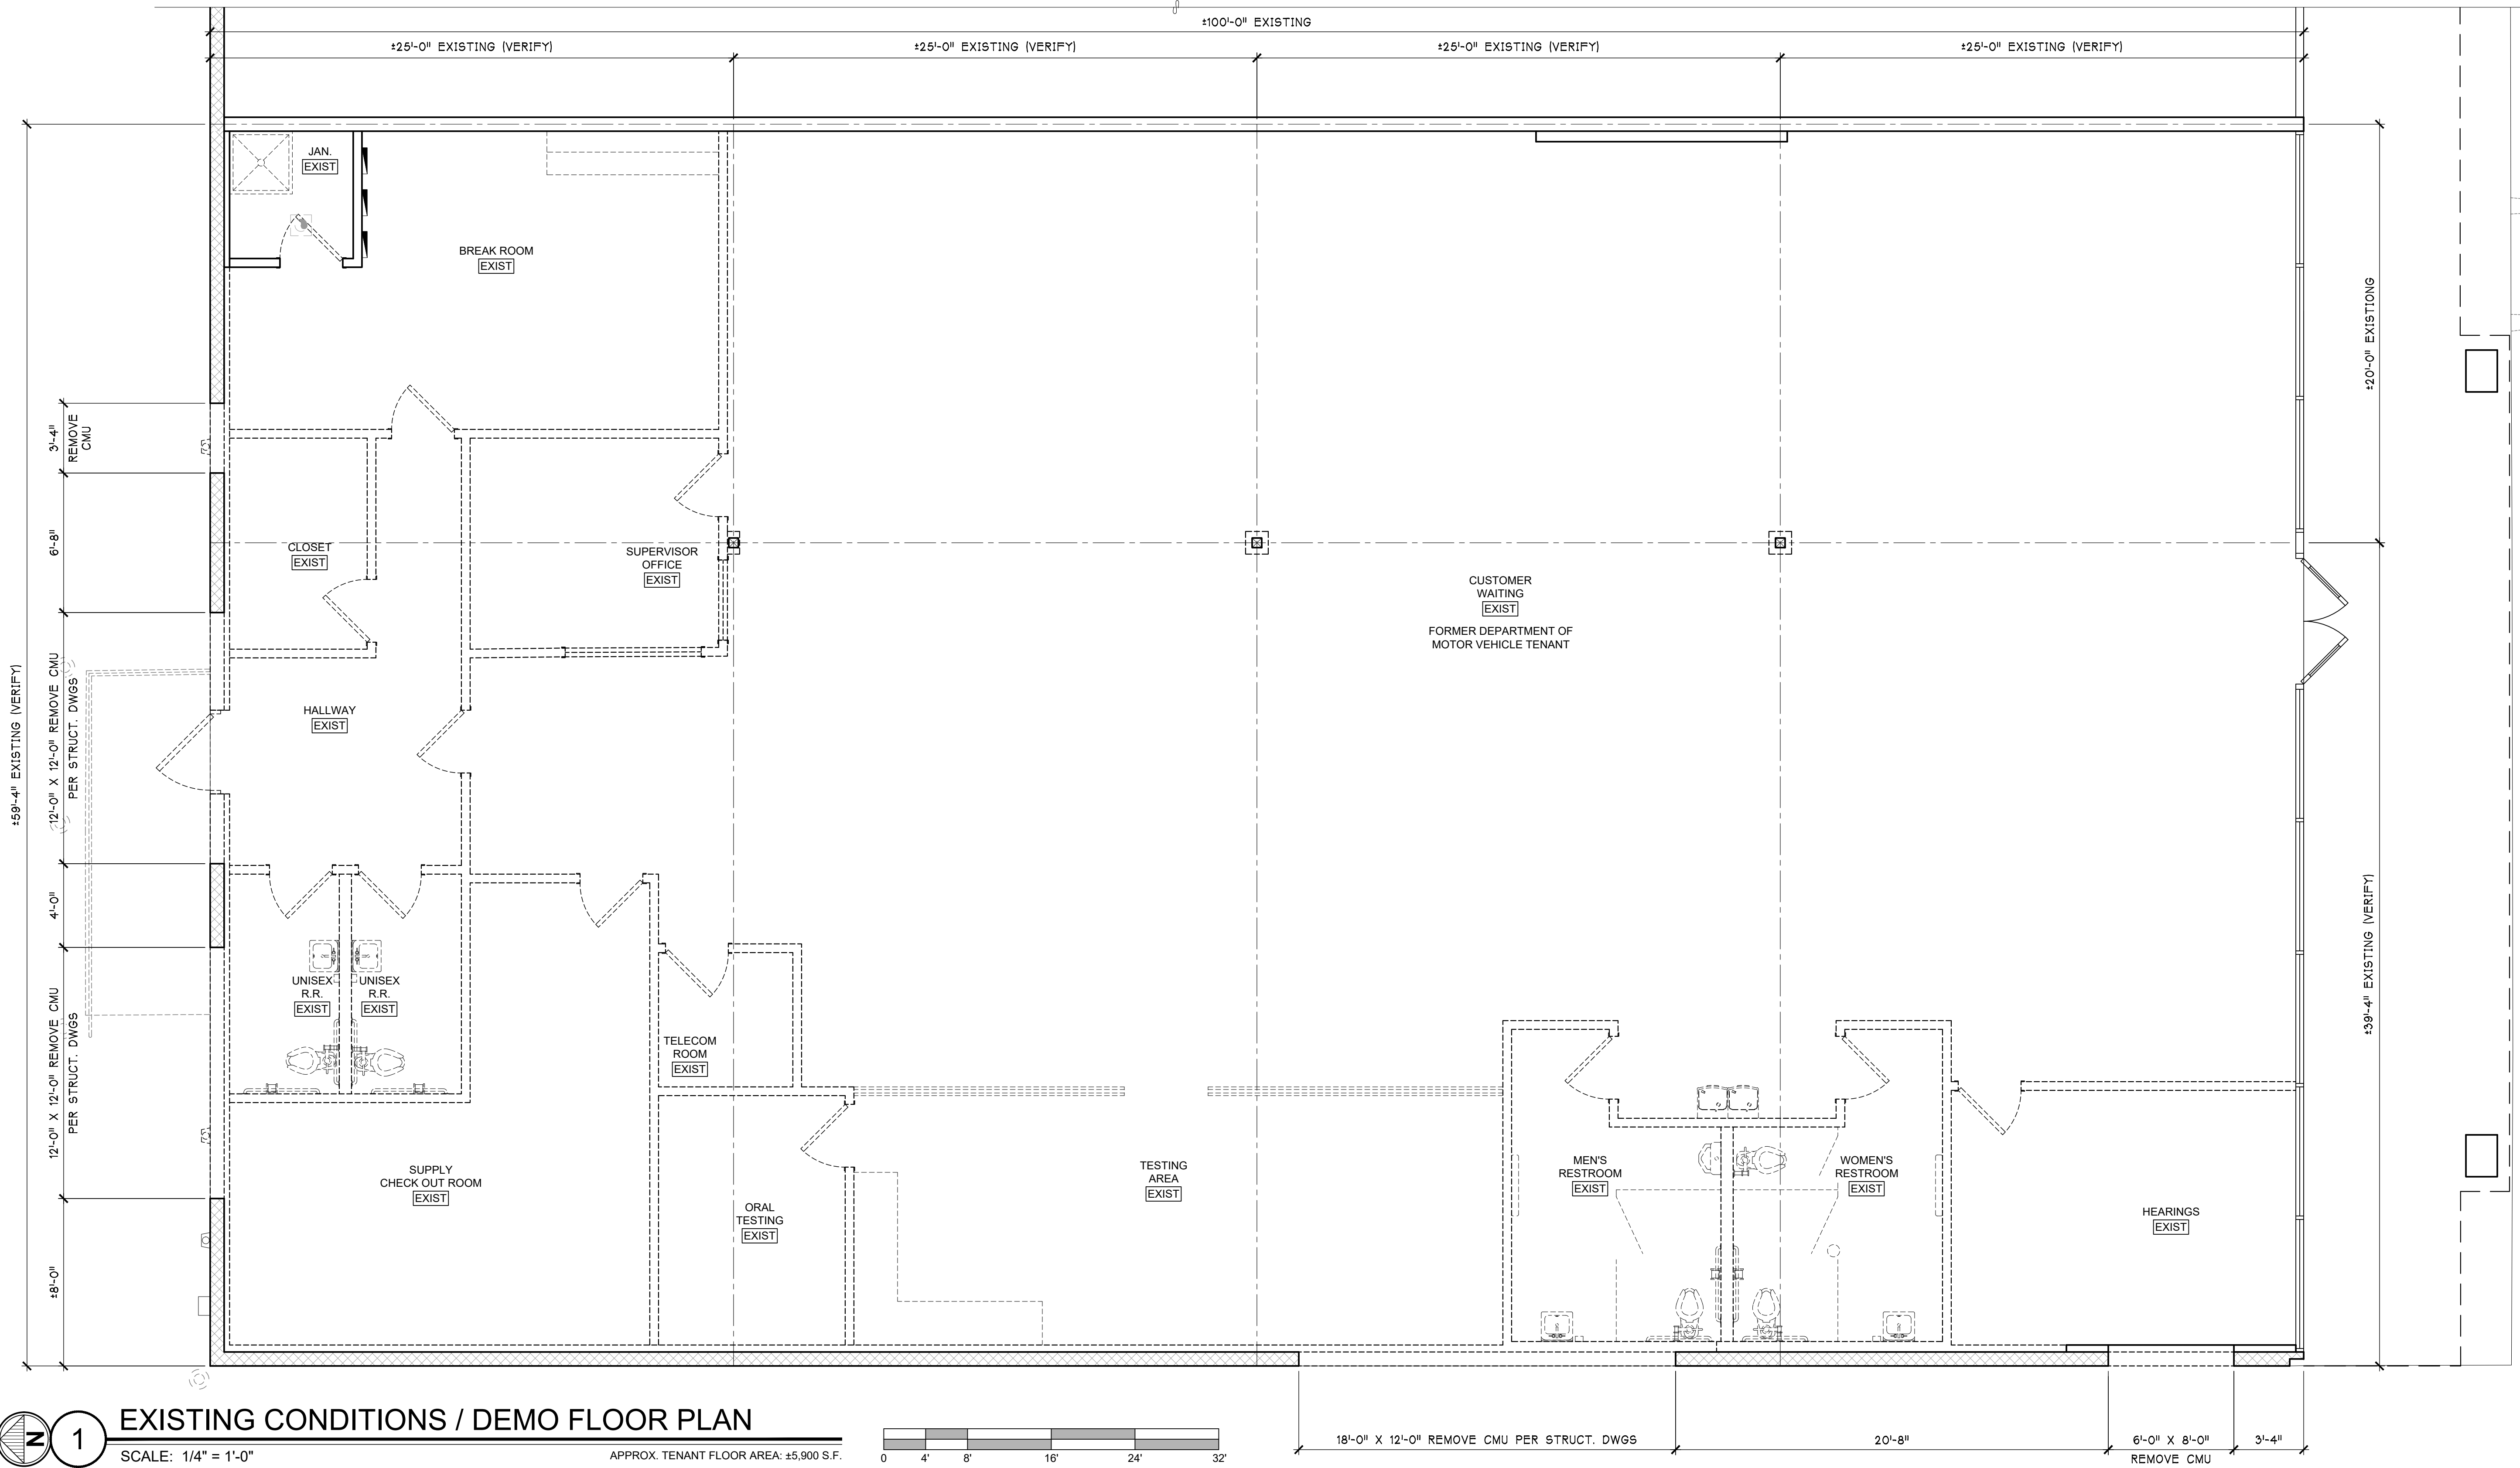 ±100'-0" EXISTING
±25'-0" EXISTING (VERIFY)
±25'-0" EXISTING (VERIFY)
±25'-0" EXISTING (VERIFY)
±25'-0" EXISTING (VERIFY)
JAN.
EXIST
BREAK ROOM
EXIST
3'-4"
REMOVE
CMU
6'-8"
±20'-0" EXISTIONG
CLOSET
EXIST
SUPERVISOR
OFFICE
EXIST
CUSTOMER
WAITING
EXIST
FORMER DEPARTMENT OF
MOTOR VEHICLE TENANT
±59'-4" EXISTING (VERIFY)
12'-0" X 12'-0" REMOVE CMU
PER STRUCT. DWGS
HALLWAY
EXIST
4'-0"
±39'-4" EXISTING (VERIFY)
UNISEX
R.R.
EXIST
UNISEX
R.R.
EXIST
TELECOM
ROOM
EXIST
12'-0" X 12'-0" REMOVE CMU
PER STRUCT. DWGS
SUPPLY
CHECK OUT ROOM
EXIST
TESTING
AREA
EXIST
MEN'S
RESTROOM
EXIST
WOMEN'S
RESTROOM
EXIST
ORAL
TESTING
EXIST
HEARINGS
EXIST
±8'-0"
N
1
EXISTING CONDITIONS / DEMO FLOOR PLAN
SCALE: 1/4" = 1'-0"
APPROX. TENANT FLOOR AREA: ±5,900 S.F.
0 4' 8' 16' 24' 32'
18'-0" X 12'-0" REMOVE CMU PER STRUCT. DWGS
20'-8"
6'-0" X 8'-0"
REMOVE CMU
3'-4"